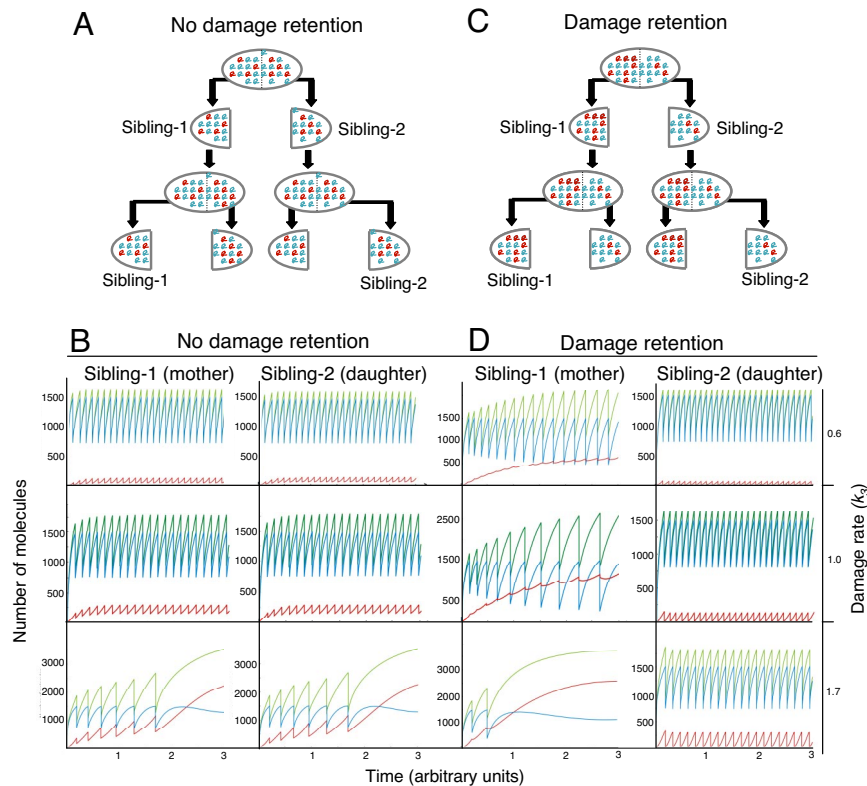 A
No damage retention
Sibling-1
Sibling-2
Sibling-1
Sibling-2
C
Damage retention
Sibling-1
Sibling-2
Sibling-1
Sibling-2
B
No damage retention
D
Damage retention
Sibling-1 (mother)
Sibling-2 (daughter)
Sibling-1 (mother)
Sibling-2 (daughter)
Number of molecules
1500
1000
500
1500
1000
500
1500
1000
500
1500
1000
500
0.6
1500
1000
500
1500
1000
500
2500
1500
500
1500
1000
500
1.0
3000
2000
1000
3000
2000
1000
3000
2000
1000
1500
1000
500
1.7
Damage rate (k3)
1 2 3
1 2 3
1 2 3
1 2 3
Time (arbitrary units)